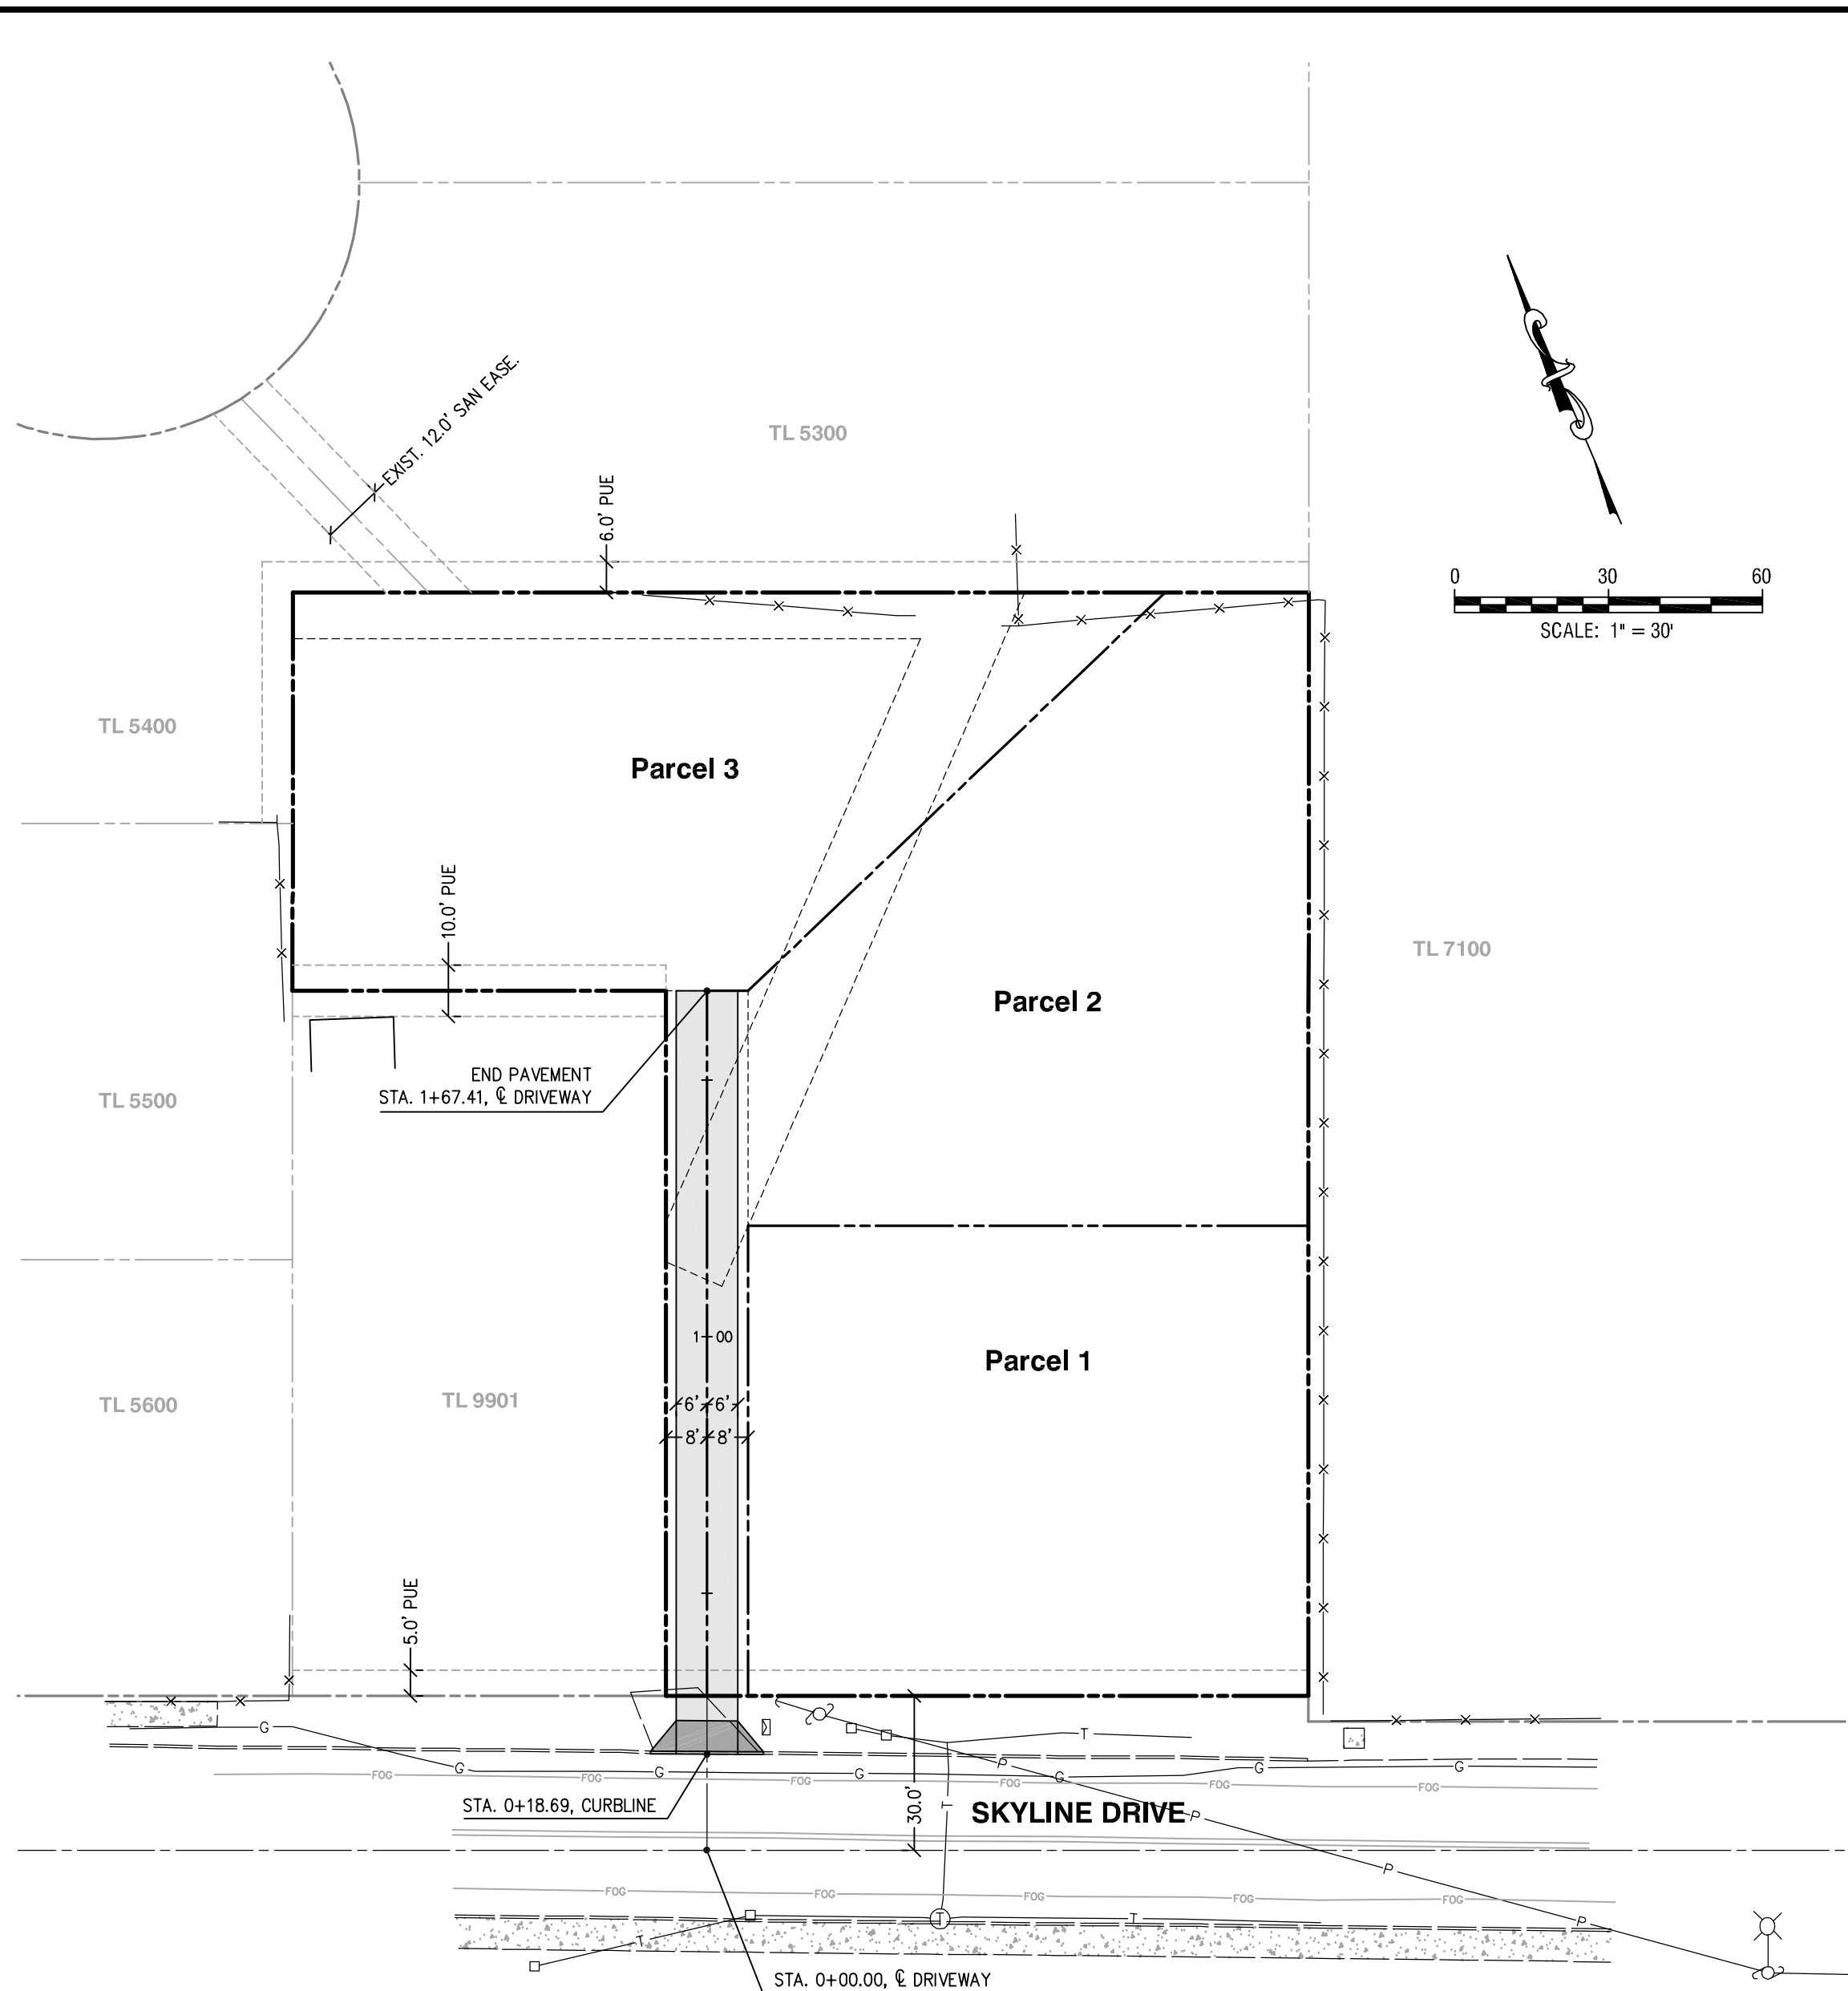 EXIST. 12.0' SAN EASE.
TL 5300
6.0' PUE
0 30 60
SCALE: 1" = 30'
TL 5400
Parcel 3
10.0' PUE
TL 7100
Parcel 2
END PAVEMENT
STA. 1+67.41, ℄ DRIVEWAY
TL 5500
1+00
Parcel 1
TL 5600
TL 9901
6' 6'
8' 8'
5.0' PUE
G
T
P
G G G G G
FOG FOG FOG FOG FOG FOG
STA. 0+18.69, CURBLINE
30.0'
T
SKYLINE DRIVE
P
P
FOG FOG FOG FOG FOG
T
T
T
P
STA. 0+00.00, ℄ DRIVEWAY